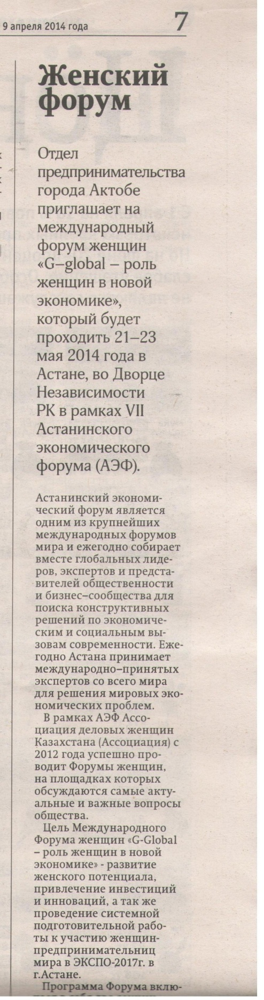 9 апреля 2014 года
7
Женский
форум
Отдел
предпринимательства
города Актобе
приглашает на
международный
форум женщин
«G–global – роль
женщин в новой
экономике»,
который будет
проходить 21–23
мая 2014 года в
Астане, во Дворце
Независимости
РК в рамках VII
Астанинского
экономического
форума (АЭФ).
Астанинский экономи-
ческий форум является
одним из крупнейших
международных форумов
мира и ежегодно собирает
вместе глобальных лиде-
ров, экспертов и предста-
вителей общественности
и бизнес–сообщества для
поиска конструктивных
решений по экономиче-
ским и социальным вы-
зовам современности. Еже-
годно Астана принимает
международно–принятых
экспертов со всего мира
для решения мировых эко-
номических проблем.
В рамках АЭФ Ассо-
циация деловых женщин
Казахстана (Ассоциация) с
2012 года успешно про-
водит Форумы женщин,
на площадках которых
обсуждаются самые акту-
альные и важные вопросы
общества.
Цель Международного
Форума женщин «G-Global
– роль женщин в новой
экономике» - развитие
женского потенциала,
привлечение инвестиций
и инноваций, а так же
проведение системной
подготовительной рабо-
ты к участию женщин-
предпринимательниц
мира в ЭКСПО-2017г. в
г.Астане.
Программа Форума вклю-